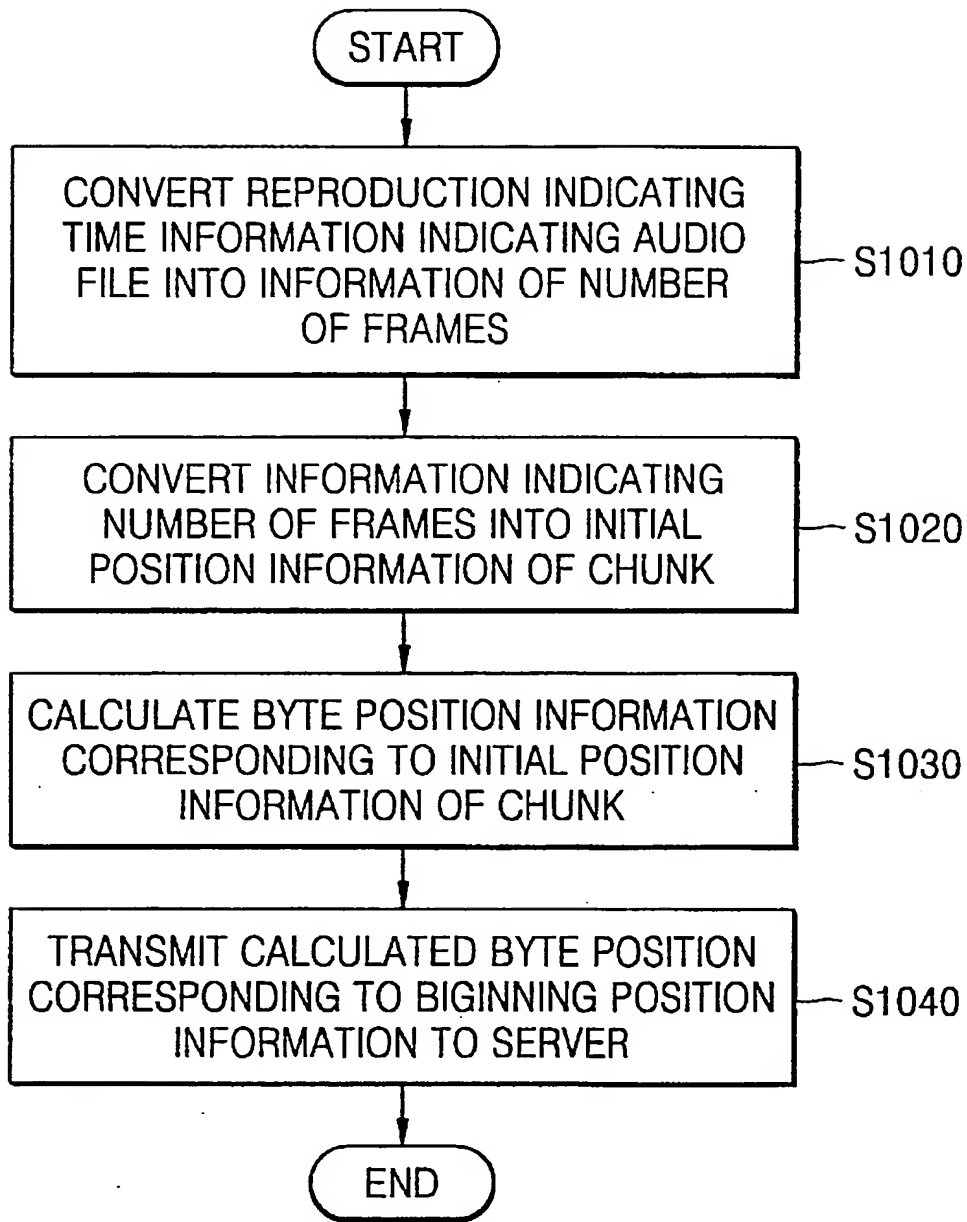 START
CONVERT REPRODUCTION INDICATING
TIME INFORMATION INDICATING AUDIO
FILE INTO INFORMATION OF NUMBER
OF FRAMES
S1010
CONVERT INFORMATION INDICATING
NUMBER OF FRAMES INTO INITIAL
POSITION INFORMATION OF CHUNK
S1020
CALCULATE BYTE POSITION INFORMATION
CORRESPONDING TO INITIAL POSITION
INFORMATION OF CHUNK
S1030
TRANSMIT CALCULATED BYTE POSITION
CORRESPONDING TO BIGINNING POSITION
INFORMATION TO SERVER
S1040
END